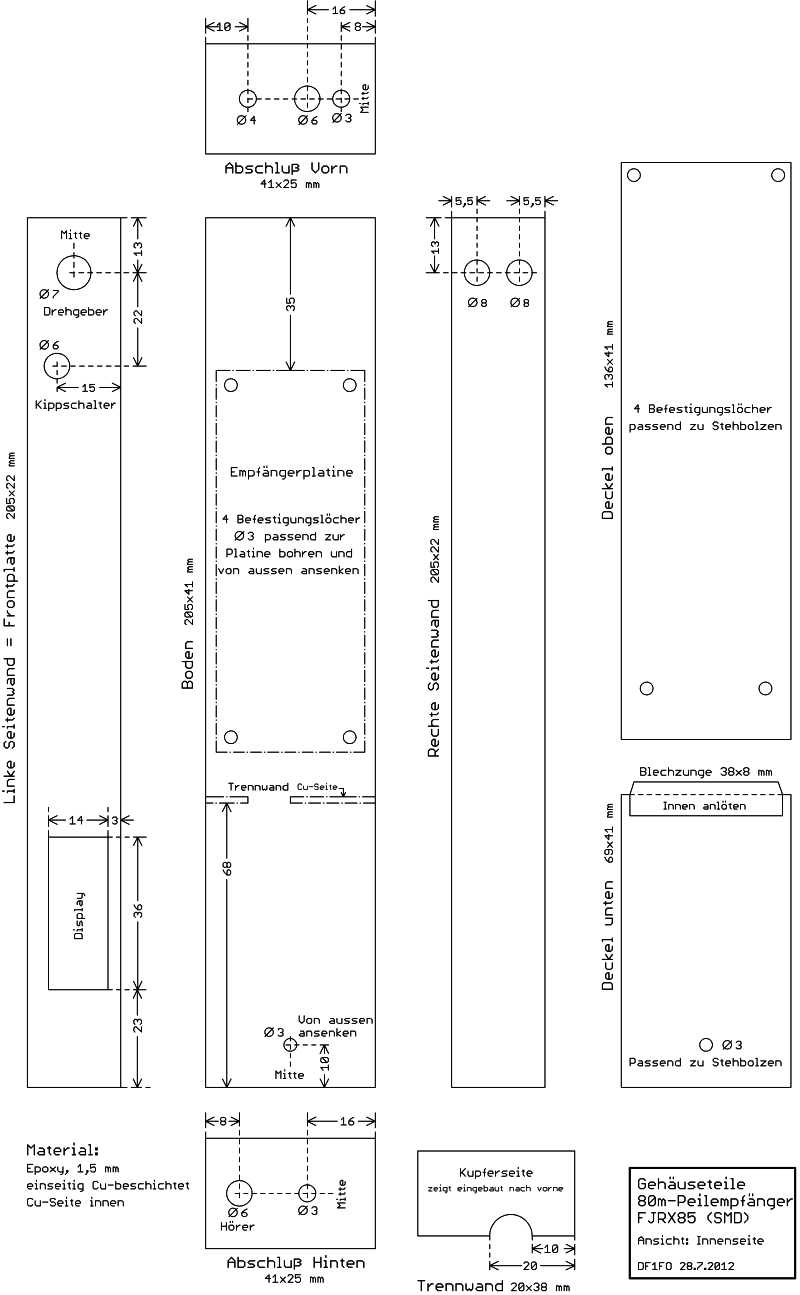 16
10
8
Mitte
Ø4
Ø6
Ø3
Abschluß Vorn
41x25 mm
Mitte
13
Ø7
Drehgeber
22
Ø6
15
Kippschalter
Linke Seitenwand = Frontplatte 205x22 mm
14
3
Display
36
23
35
Empfängerplatine
4 Befestigungslöcher
Ø3 passend zur
Platine bohren und
von aussen ansenken
Boden 205x41 mm
Trennwand Cu-Seite
68
Von aussen
Ø3 ansenken
10
Mitte
5,5
5,5
13
Ø8
Ø8
Rechte Seitenwand 205x22 mm
4 Befestigungslöcher
passend zu Stehbolzen
Deckel oben 136x41 mm
Blechzunge 38x8 mm
Innen anlöten
Deckel unten 69x41 mm
Ø3
Passend zu Stehbolzen
Material:
Epoxy, 1,5 mm
einseitig Cu-beschichtet
Cu-Seite innen
8
16
Mitte
Ø6
Ø3
Hörer
Abschluß Hinten
41x25 mm
Kupferseite
zeigt eingebaut nach vorne
10
20
Trennwand 20x38 mm
Gehäuseteile
80m-Peilempfänger
FJRX85 (SMD)
Ansicht: Innenseite
DF1FO 28.7.2012